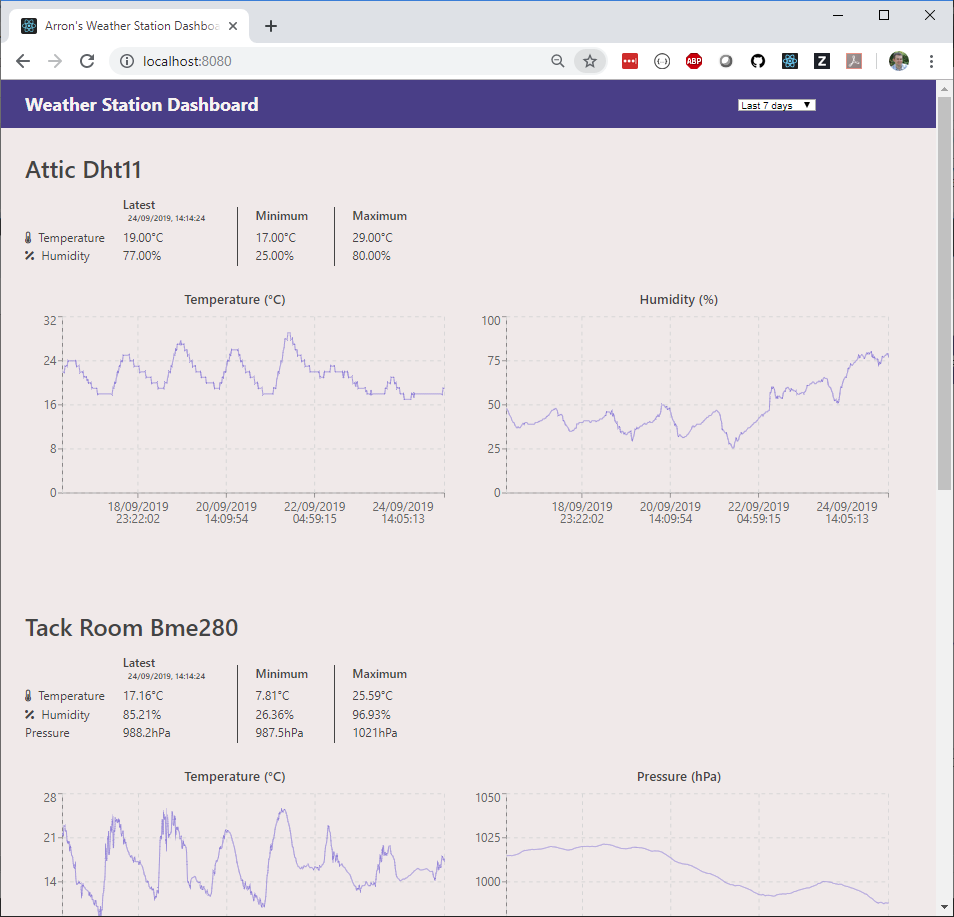 Arron's Weather Station Dashboa
localhost:8080
ABP
Z
Weather Station Dashboard
Last 7 days
Attic Dht11
Latest
24/09/2019, 14:14:24
Minimum
Maximum
Temperature 19.00°C 17.00°C 29.00°C
Humidity 77.00% 25.00% 80.00%
Temperature (°C)
32
24
16
8
0
18/09/2019 20/09/2019 22/09/2019 24/09/2019
23:22:02 14:09:54 04:59:15 14:05:13
Humidity (%)
100
75
50
25
0
18/09/2019 20/09/2019 22/09/2019 24/09/2019
23:22:02 14:09:54 04:59:15 14:05:13
Tack Room Bme280
Latest
24/09/2019, 14:14:24
Minimum
Maximum
Temperature 17.16°C 7.81°C 25.59°C
Humidity 85.21% 26.36% 96.93%
Pressure 988.2hPa 987.5hPa 1021hPa
Temperature (°C)
28
21
14
Pressure (hPa)
1050
1025
1000